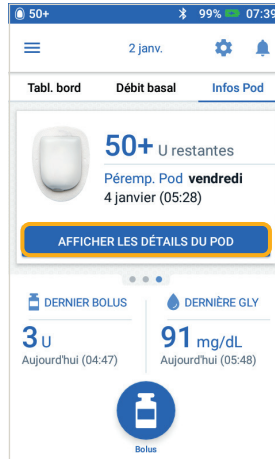 50+ 99% 07:39
2 janv.
Tabl. bord Débit basal Infos Pod
50+ U restantes
Péremp. Pod vendredi
4 janvier (05:28)
AFFICHER LES DÉTAILS DU POD
DERNIER BOLUS DERNIÈRE GLY
3 U 91 mg/dL
Aujourd'hui (04:47) Aujourd'hui (05:48)
Bolus